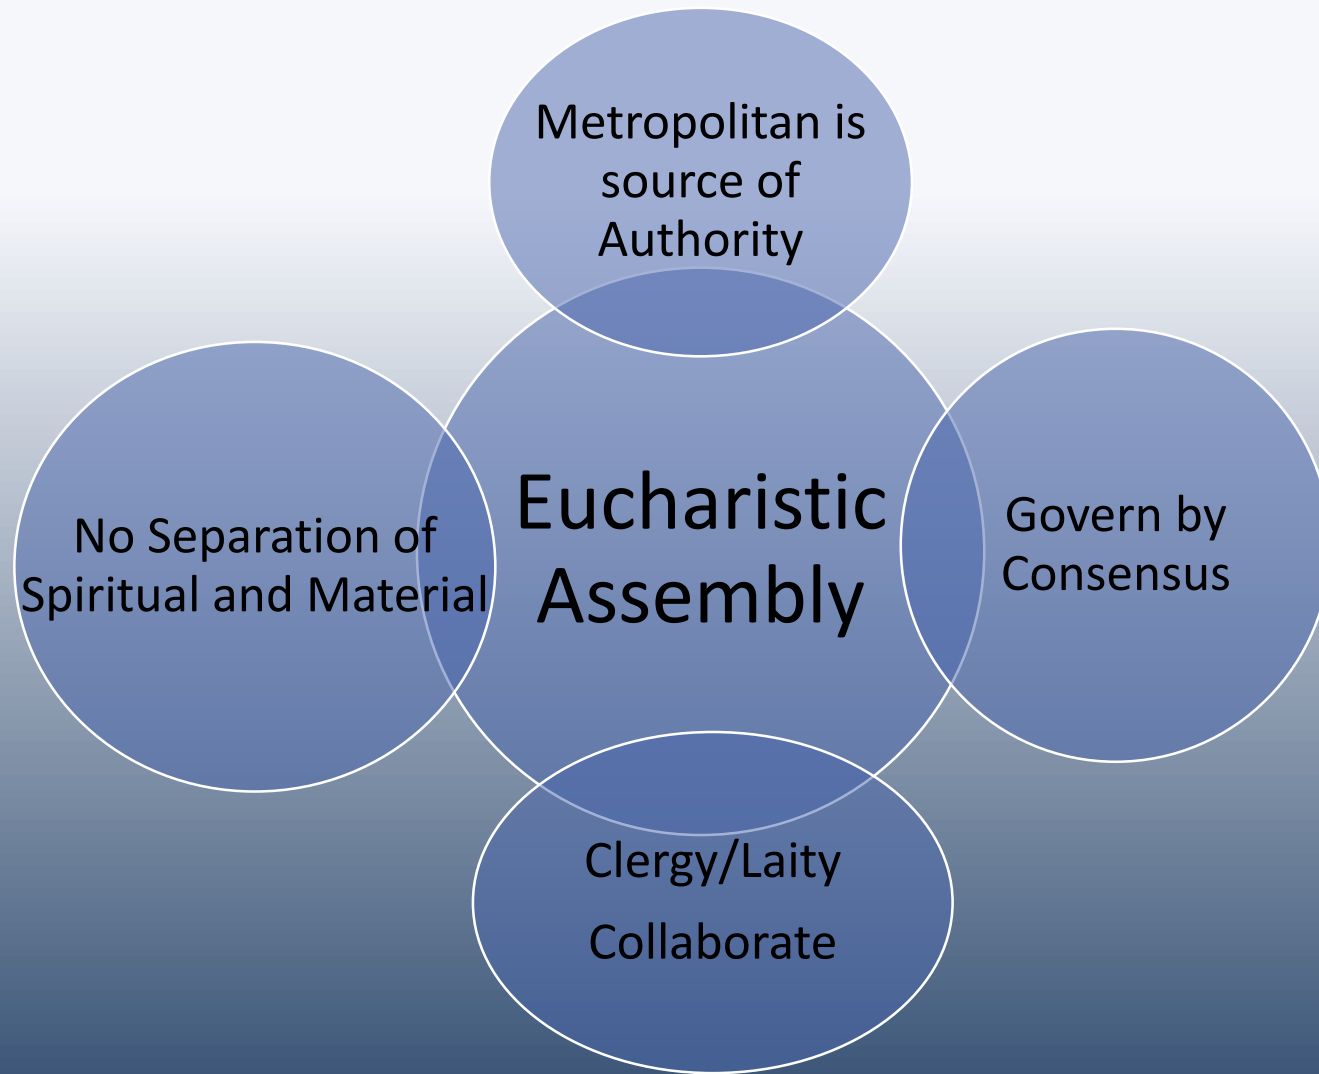 Metropolitan is
source of
Authority
No Separation of
Spiritual and Material
Eucharistic
Assembly
Govern by
Consensus
Clergy/Laity
Collaborate